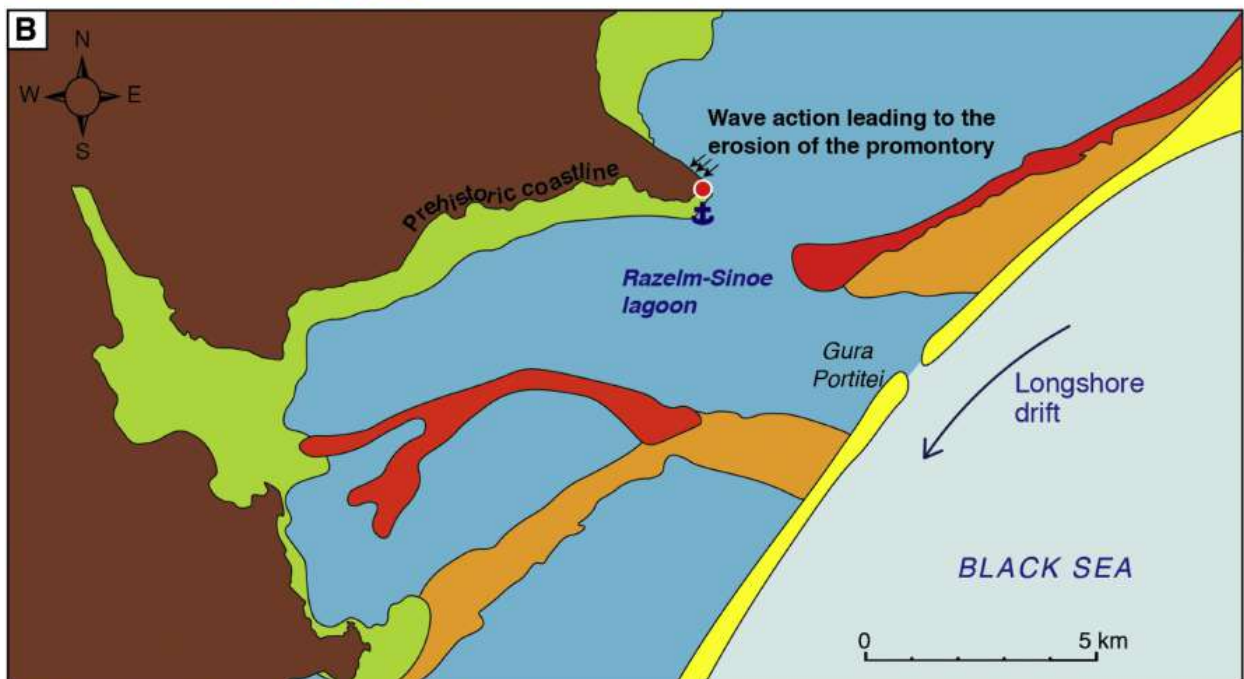 B
N
W E
S
Wave action leading to the
erosion of the promontory
Prehistoric coastline
Razelm-Sinoe
lagoon
Gura
Portitei
Longshore
drift
BLACK SEA
0 5 km